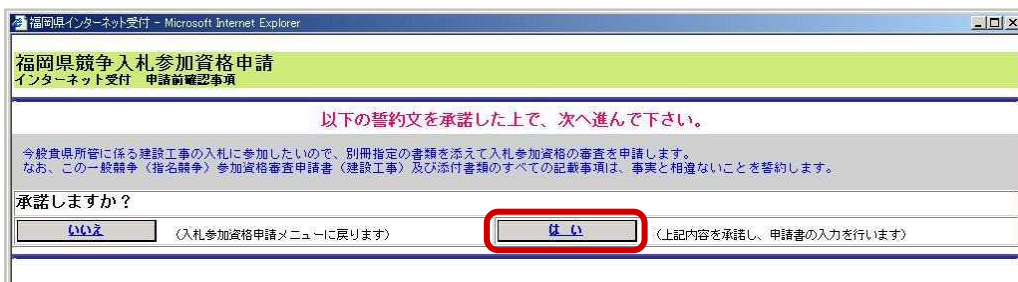 福岡県インターネット受付 - Microsoft Internet Explorer
福岡県競争入札参加資格申請
インターネット受付 申請前確認事項
以下の誓約文を承諾した上で、次へ進んで下さい。
今般貴県所管に係る建設工事の入札に参加したいので、別冊指定の書類を添えて入札参加資格の審査を申請します。
なお、この一般競争（指名競争）参加資格審査申請書（建設工事）及び添付書類のすべての記載事項は、事実と相違ないことを誓約します。
承諾しますか？
いいえ （入札参加資格申請メニューに戻ります） は い （上記内容を承諾し、申請書の入力を行います）